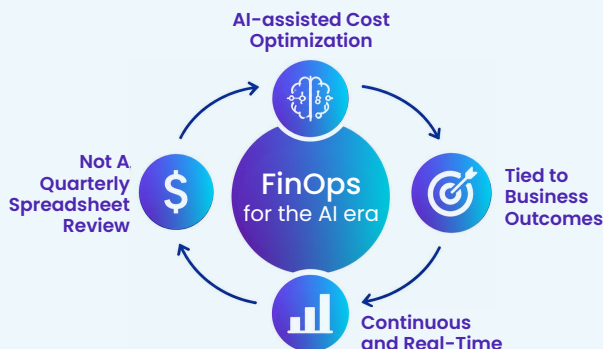 AI-assisted Cost
Optimization
Not A
Quarterly
Spreadsheet
Review
$
FinOps
for the AI era
Tied to
Business
Outcomes
Continuous
and Real-Time